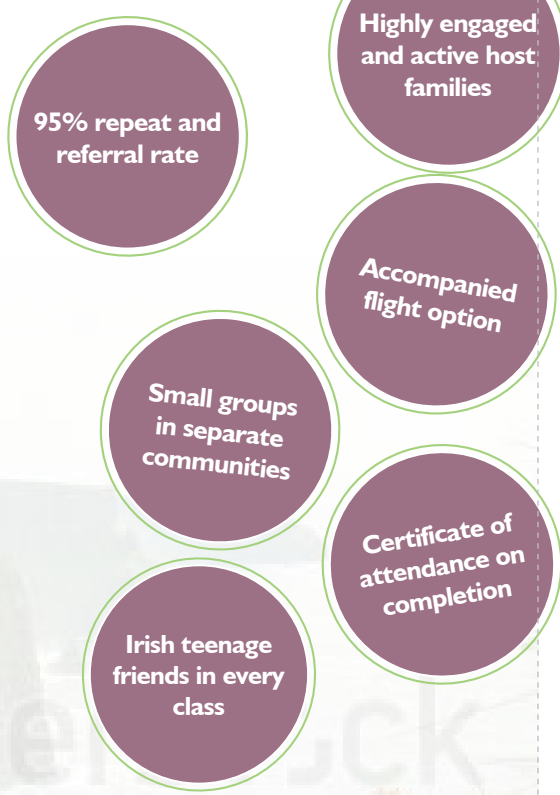 Highly engaged
and active host
families
95% repeat and
referral rate
Accompanied
flight option
Small groups
in separate
communities
Certificate of
attendance on
completion
Irish teenage
friends in every
class